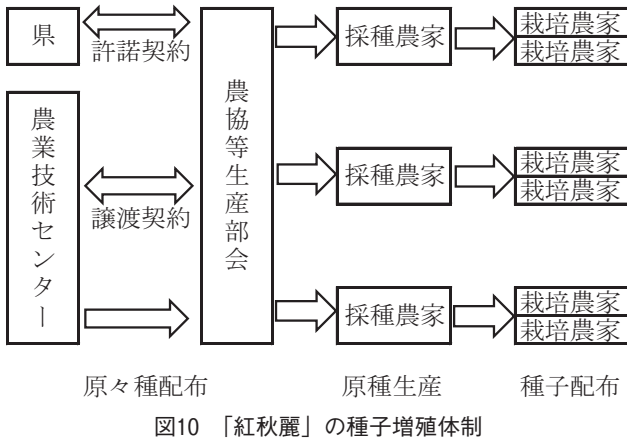 県
許諾契約
農業技術センター
譲渡契約
農協等生産部会
採種農家
栽培農家
栽培農家
採種農家
栽培農家
栽培農家
採種農家
栽培農家
栽培農家
原々種配布
原種生産
種子配布
図10 「紅秋麗」の種子増殖体制